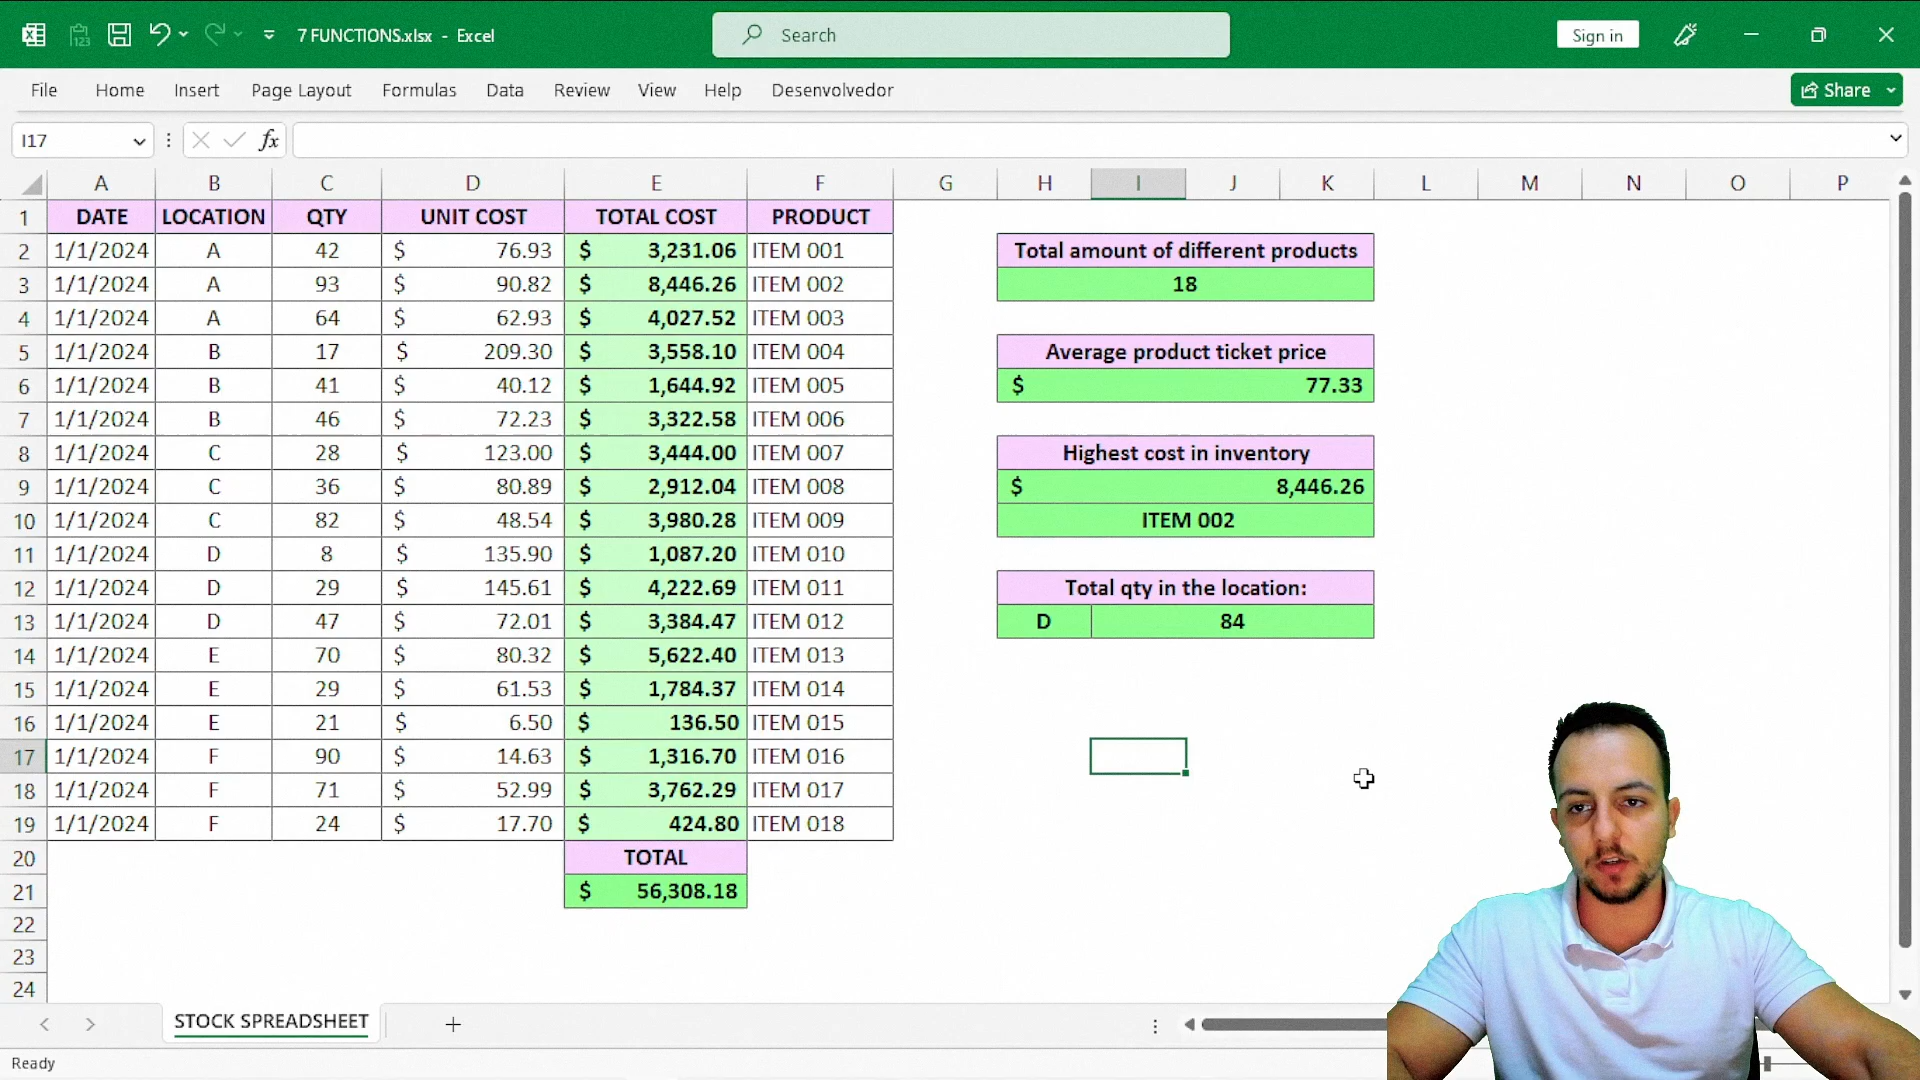 7 FUNCTIONS.xlsx - Excel
Search
Sign in
File Home Insert Page Layout Formulas Data Review View Help Desenvolvedor
Share
I17
fx
A B C D E F G H I J K L M N O P
1 DATE LOCATION QTY UNIT COST TOTAL COST PRODUCT
2 1/1/2024 A 42 $ 76.93 $ 3,231.06 ITEM 001 Total amount of different products
3 1/1/2024 A 93 $ 90.82 $ 8,446.26 ITEM 002 18
4 1/1/2024 A 64 $ 62.93 $ 4,027.52 ITEM 003
5 1/1/2024 B 17 $ 209.30 $ 3,558.10 ITEM 004 Average product ticket price
6 1/1/2024 B 41 $ 40.12 $ 1,644.92 ITEM 005 $ 77.33
7 1/1/2024 B 46 $ 72.23 $ 3,322.58 ITEM 006
8 1/1/2024 C 28 $ 123.00 $ 3,444.00 ITEM 007 Highest cost in inventory
9 1/1/2024 C 36 $ 80.89 $ 2,912.04 ITEM 008 $ 8,446.26
10 1/1/2024 C 82 $ 48.54 $ 3,980.28 ITEM 009 ITEM 002
11 1/1/2024 D 8 $ 135.90 $ 1,087.20 ITEM 010
12 1/1/2024 D 29 $ 145.61 $ 4,222.69 ITEM 011 Total qty in the location:
13 1/1/2024 D 47 $ 72.01 $ 3,384.47 ITEM 012 D 84
14 1/1/2024 E 70 $ 80.32 $ 5,622.40 ITEM 013
15 1/1/2024 E 29 $ 61.53 $ 1,784.37 ITEM 014
16 1/1/2024 E 21 $ 6.50 $ 136.50 ITEM 015
17 1/1/2024 F 90 $ 14.63 $ 1,316.70 ITEM 016
18 1/1/2024 F 71 $ 52.99 $ 3,762.29 ITEM 017
19 1/1/2024 F 24 $ 17.70 $ 424.80 ITEM 018
20 TOTAL
21 $ 56,308.18
22
23
24
STOCK SPREADSHEET
Ready